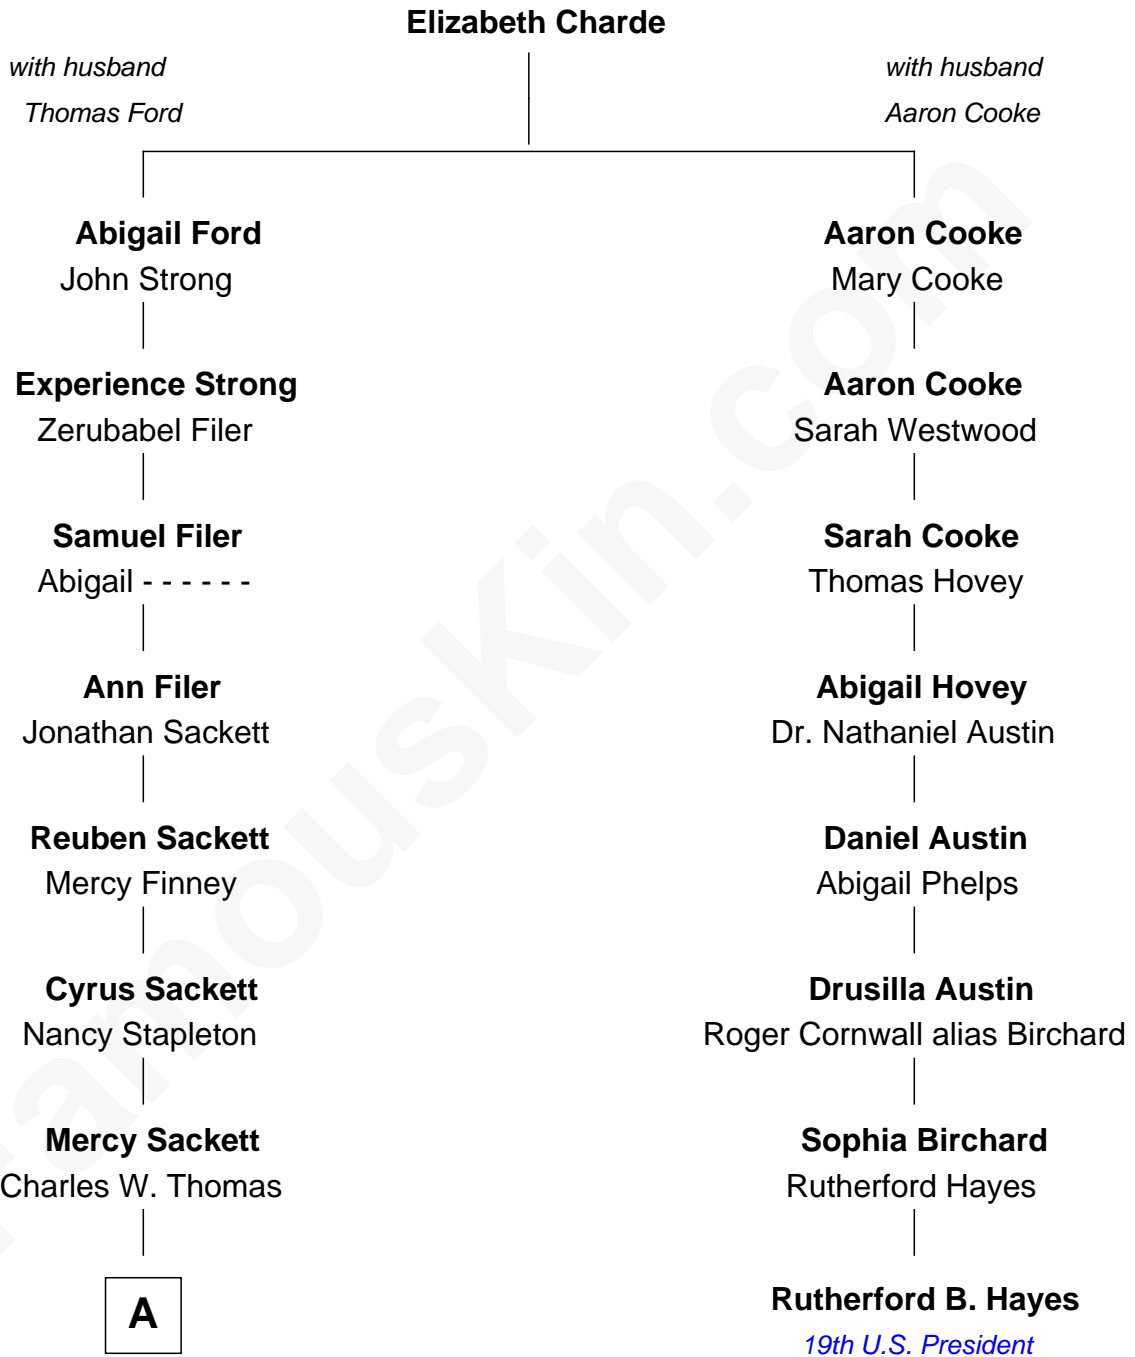 Elizabeth Charde
with husband
Thomas Ford
with husband
Aaron Cooke
Abigail Ford
John Strong
Aaron Cooke
Mary Cooke
Experience Strong
Zerubabel Filer
Aaron Cooke
Sarah Westwood
Samuel Filer
Abigail - - - - - -
Sarah Cooke
Thomas Hovey
Ann Filer
Jonathan Sackett
Abigail Hovey
Dr. Nathaniel Austin
Reuben Sackett
Mercy Finney
Daniel Austin
Abigail Phelps
Cyrus Sackett
Nancy Stapleton
Drusilla Austin
Roger Cornwall alias Birchard
Mercy Sackett
Charles W. Thomas
Sophia Birchard
Rutherford Hayes
A
Rutherford B. Hayes
19th U.S. President
FamousKin.com